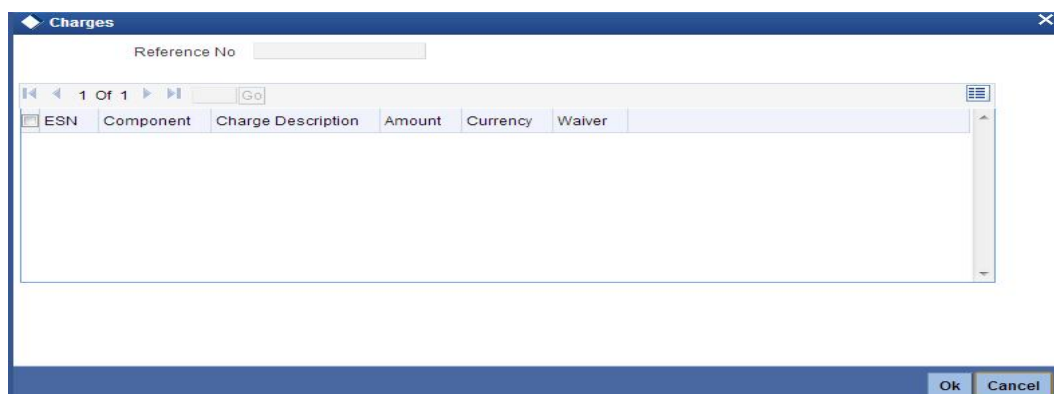 Charges
Reference No
1 Of 1 Go
ESN Component Charge Description Amount Currency Waiver
Ok Cancel